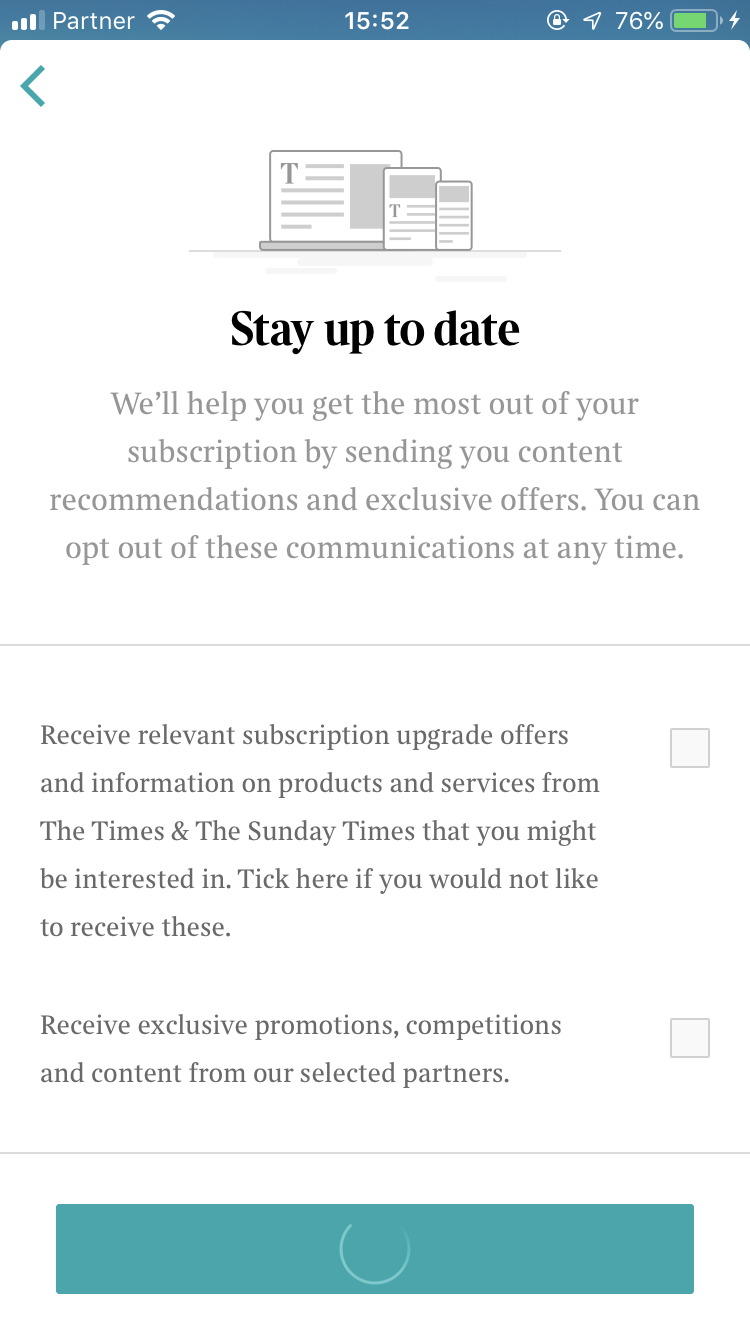 Partner 15:52 76%
T
T
Stay up to date
We’ll help you get the most out of your
subscription by sending you content
recommendations and exclusive offers. You can
opt out of these communications at any time.
Receive relevant subscription upgrade offers
and information on products and services from
The Times & The Sunday Times that you might
be interested in. Tick here if you would not like
to receive these.
Receive exclusive promotions, competitions
and content from our selected partners.